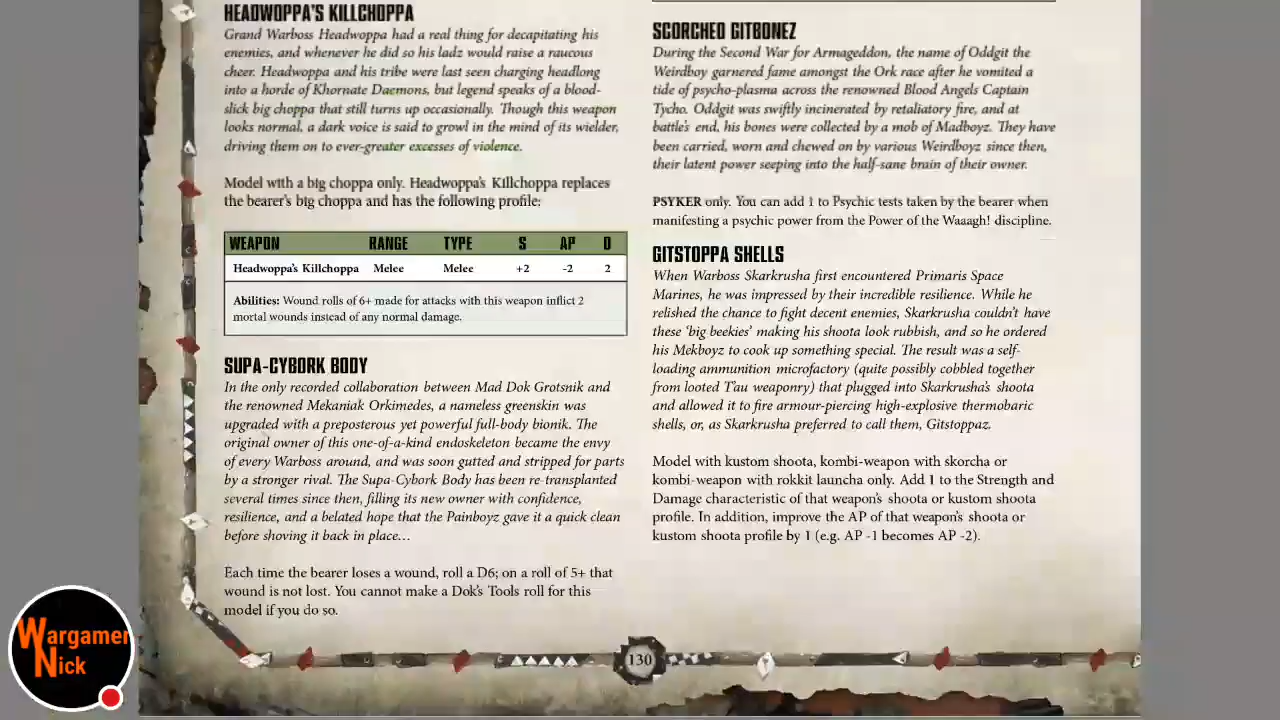 HEADWOPPA'S KILLCHOPPA
Grand Warboss Headwoppa had a real thing for decapitating his
enemies, and whenever he did so his ladz would raise a raucous
cheer. Headwoppa and his tribe were last seen charging headlong
into a horde of Khornate Daemons, but legend speaks of a blood-
slick big choppa that still turns up occasionally. Though this weapon
looks normal, a dark voice is said to growl in the mind of its wielder,
driving them on to ever-greater excesses of violence.
Model with a big choppa only. Headwoppa's Killchoppa replaces
the bearer's big choppa and has the following profile:
WEAPON RANGE TYPE S AP D
Headwoppa's Killchoppa Melee Melee +2 -2 2
Abilities: Wound rolls of 6+ made for attacks with this weapon inflict 2
mortal wounds instead of any normal damage.
SUPA-CYBORK BODY
In the only recorded collaboration between Mad Dok Grotsnik and
the renowned Mekaniak Orkimedes, a nameless greenskin was
upgraded with a preposterous yet powerful full-body bionik. The
original owner of this one-of-a-kind endoskeleton became the envy
of every Warboss around, and was soon gutted and stripped for parts
by a stronger rival. The Supa-Cybork Body has been re-transplanted
several times since then, filling its new owner with confidence,
resilience, and a belated hope that the Painboyz gave it a quick clean
before shoving it back in place…
Each time the bearer loses a wound, roll a D6; on a roll of 5+ that
wound is not lost. You cannot make a Dok's Tools roll for this
model if you do so.
SCORCHED GITBONEZ
During the Second War for Armageddon, the name of Oddgit the
Weirdboy garnered fame amongst the Ork race after he vomited a
tide of psycho-plasma across the renowned Blood Angels Captain
Tycho. Oddgit was swiftly incinerated by retaliatory fire, and at
battle's end, his bones were collected by a mob of Madboyz. They have
been carried, worn and chewed on by various Weirdboyz since then,
their latent power seeping into the half-sane brain of their owner.
PSYKER only. You can add 1 to Psychic tests taken by the bearer when
manifesting a psychic power from the Power of the Waaagh! discipline.
GITSTOPPA SHELLS
When Warboss Skarkrusha first encountered Primaris Space
Marines, he was impressed by their incredible resilience. While he
relished the chance to fight decent enemies, Skarkrusha couldn't have
these 'big beekies' making his shoota look rubbish, and so he ordered
his Mekboyz to cook up something special. The result was a self-
loading ammunition microfactory (quite possibly cobbled together
from looted T'au weaponry) that plugged into Skarkrusha's shoota
and allowed it to fire armour-piercing high-explosive thermobaric
shells, or, as Skarkrusha preferred to call them, Gitstoppaz.
Model with kustom shoota, kombi-weapon with skorcha or
kombi-weapon with rokkit launcha only. Add 1 to the Strength and
Damage characteristic of that weapon's shoota or kustom shoota
profile. In addition, improve the AP of that weapon's shoota or
kustom shoota profile by 1 (e.g. AP -1 becomes AP -2).
130
Wargamer
Nick